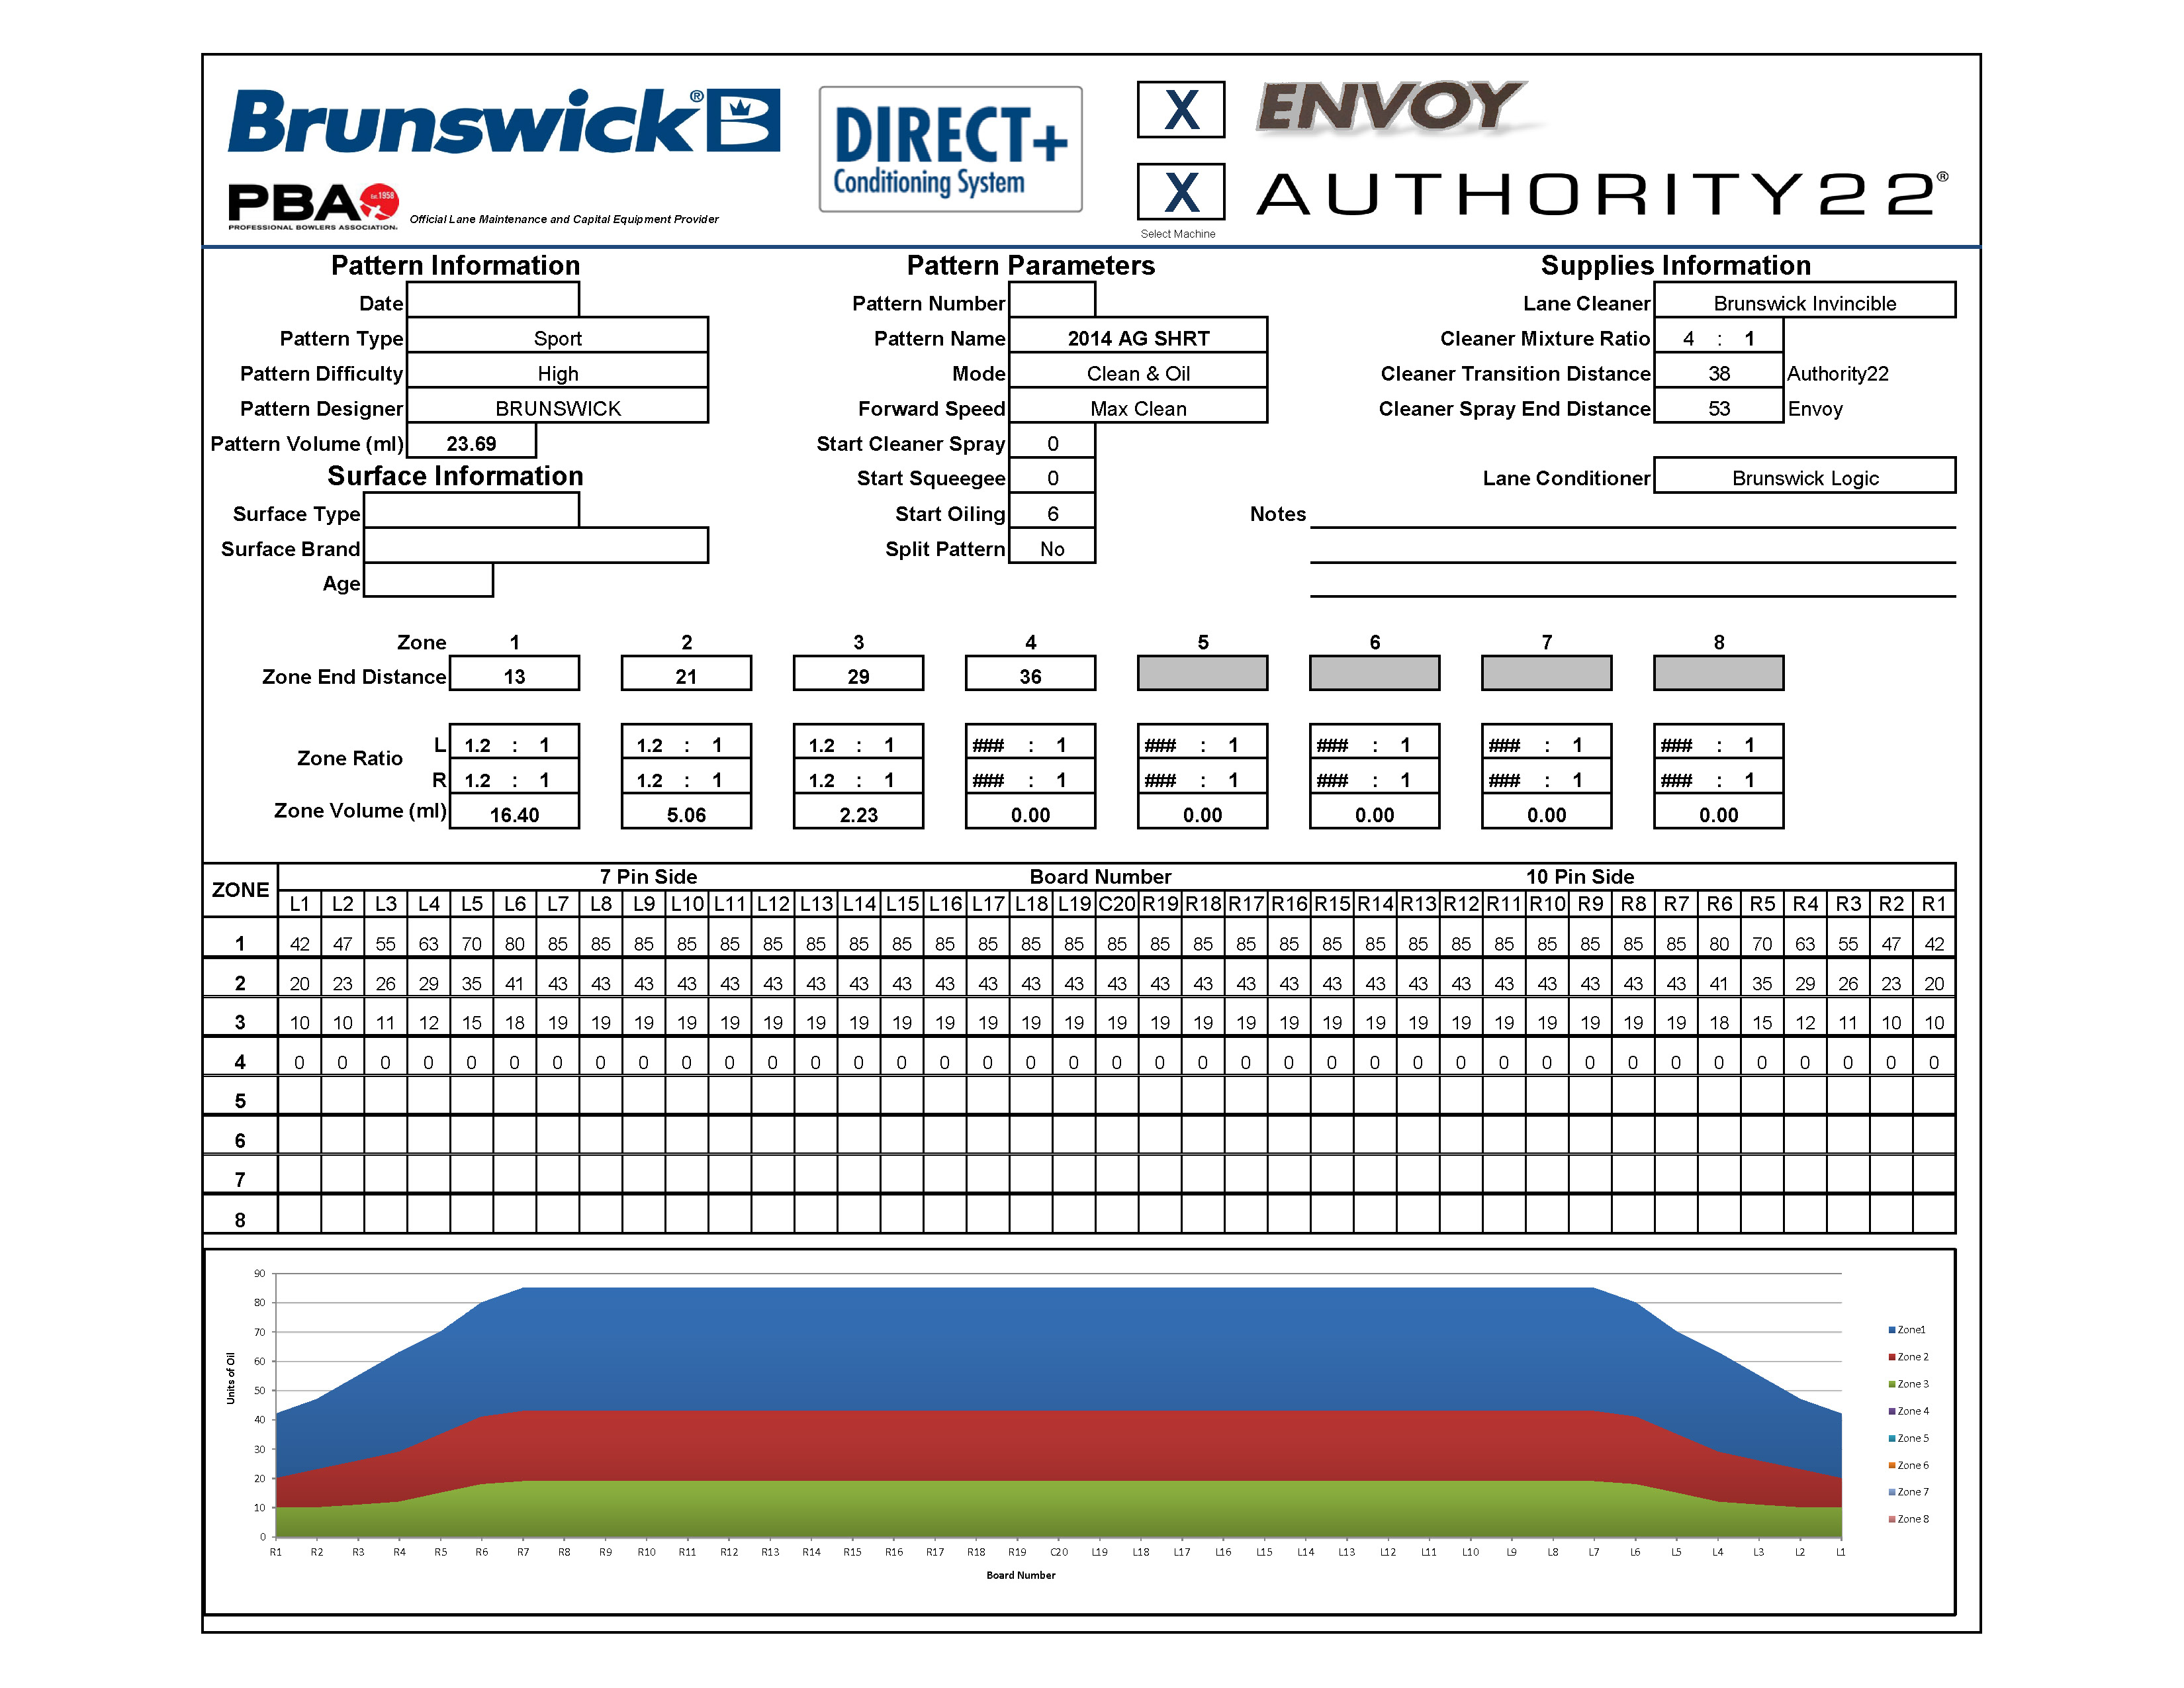 Brunswick® B
DIRECT+
Conditioning System
X ENVOY
X AUTHORITY22®
Select Machine
PBA est.1958
PROFESSIONAL BOWLERS ASSOCIATION.
Official Lane Maintenance and Capital Equipment Provider
Pattern Information
Date
Pattern Type Sport
Pattern Difficulty High
Pattern Designer BRUNSWICK
Pattern Volume (ml) 23.69
Surface Information
Surface Type
Surface Brand
Age
Pattern Parameters
Pattern Number
Pattern Name 2014 AG SHRT
Mode Clean & Oil
Forward Speed Max Clean
Start Cleaner Spray 0
Start Squeegee 0
Start Oiling 6
Split Pattern No
Supplies Information
Lane Cleaner Brunswick Invincible
Cleaner Mixture Ratio 4 : 1
Cleaner Transition Distance 38 Authority22
Cleaner Spray End Distance 53 Envoy
Lane Conditioner Brunswick Logic
Notes
Zone 1 2 3 4 5 6 7 8
Zone End Distance 13 21 29 36
Zone Ratio
L 1.2 : 1 1.2 : 1 1.2 : 1 ### : 1 ### : 1 ### : 1 ### : 1 ### : 1
R 1.2 : 1 1.2 : 1 1.2 : 1 ### : 1 ### : 1 ### : 1 ### : 1 ### : 1
Zone Volume (ml) 16.40 5.06 2.23 0.00 0.00 0.00 0.00 0.00
ZONE 7 Pin Side Board Number 10 Pin Side
L1 L2 L3 L4 L5 L6 L7 L8 L9 L10 L11 L12 L13 L14 L15 L16 L17 L18 L19 C20 R19 R18 R17 R16 R15 R14 R13 R12 R11 R10 R9 R8 R7 R6 R5 R4 R3 R2 R1
1 42 47 55 63 70 80 85 85 85 85 85 85 85 85 85 85 85 85 85 85 85 85 85 85 85 85 85 85 85 85 85 85 85 80 70 63 55 47 42
2 20 23 26 29 35 41 43 43 43 43 43 43 43 43 43 43 43 43 43 43 43 43 43 43 43 43 43 43 43 43 43 43 43 41 35 29 26 23 20
3 10 10 11 12 15 18 19 19 19 19 19 19 19 19 19 19 19 19 19 19 19 19 19 19 19 19 19 19 19 19 19 19 19 18 15 12 11 10 10
4 0 0 0 0 0 0 0 0 0 0 0 0 0 0 0 0 0 0 0 0 0 0 0 0 0 0 0 0 0 0 0 0 0 0 0 0 0 0 0
5
6
7
8
Units of Oil
90
80
70
60
50
40
30
20
10
0
R1 R2 R3 R4 R5 R6 R7 R8 R9 R10 R11 R12 R13 R14 R15 R16 R17 R18 R19 C20 L19 L18 L17 L16 L15 L14 L13 L12 L11 L10 L9 L8 L7 L6 L5 L4 L3 L2 L1
Board Number
Zone1
Zone 2
Zone 3
Zone 4
Zone 5
Zone 6
Zone 7
Zone 8